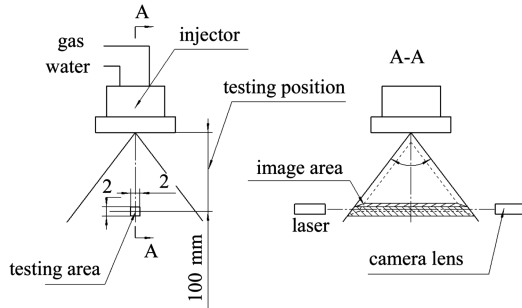 A
gas
injector
water
testing position
2
2
testing area
A
100 mm
A-A
image area
laser
camera lens